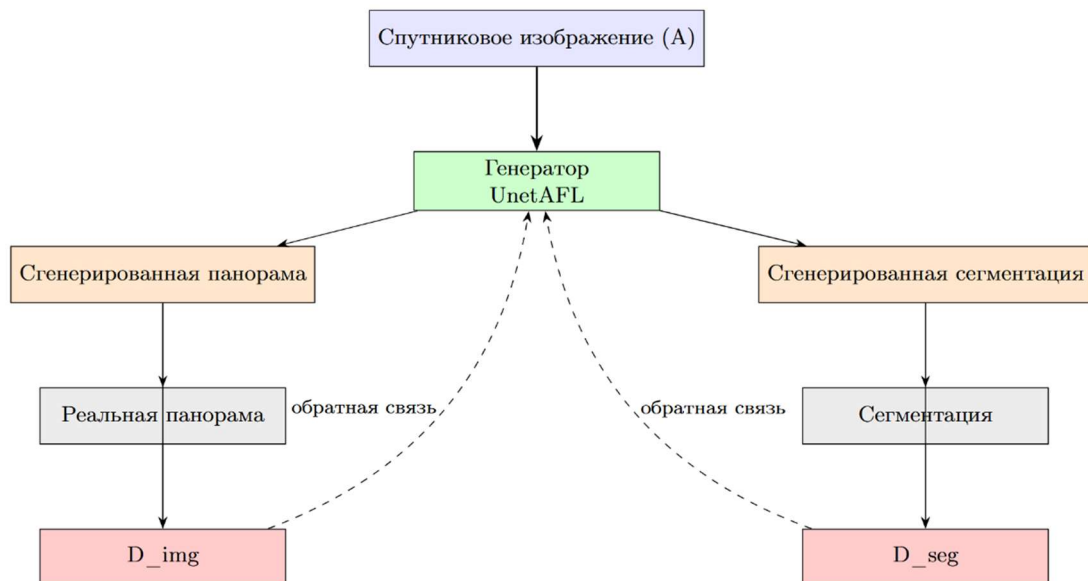 Спутниковое изображение (А)
Генератор
UnetAFL
Сгенерированная панорама
Сгенерированная сегментация
Реальная панорама
обратная связь
обратная связь
Сегментация
D_img
D_seg